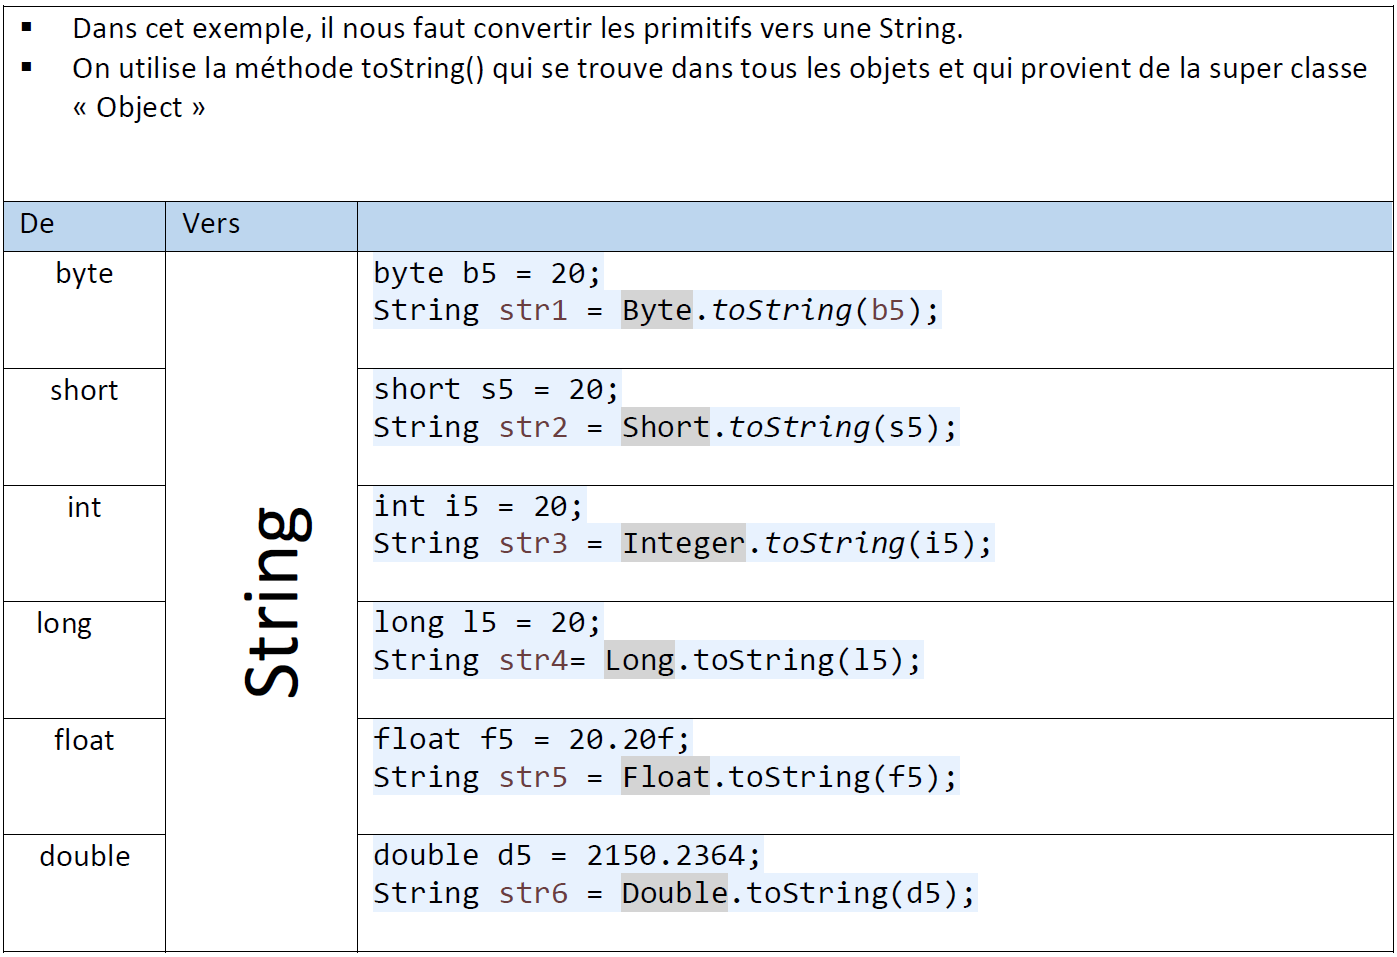 ▪ Dans cet exemple, il nous faut convertir les primitifs vers une String.
▪ On utilise la méthode toString() qui se trouve dans tous les objets et qui provient de la super classe
« Object »
De Vers
byte
byte b5 = 20;
String str1 = Byte.toString(b5);
short
short s5 = 20;
String str2 = Short.toString(s5);
int
int i5 = 20;
String str3 = Integer.toString(i5);
String
long
long l5 = 20;
String str4= Long.toString(l5);
float
float f5 = 20.20f;
String str5 = Float.toString(f5);
double
double d5 = 2150.2364;
String str6 = Double.toString(d5);